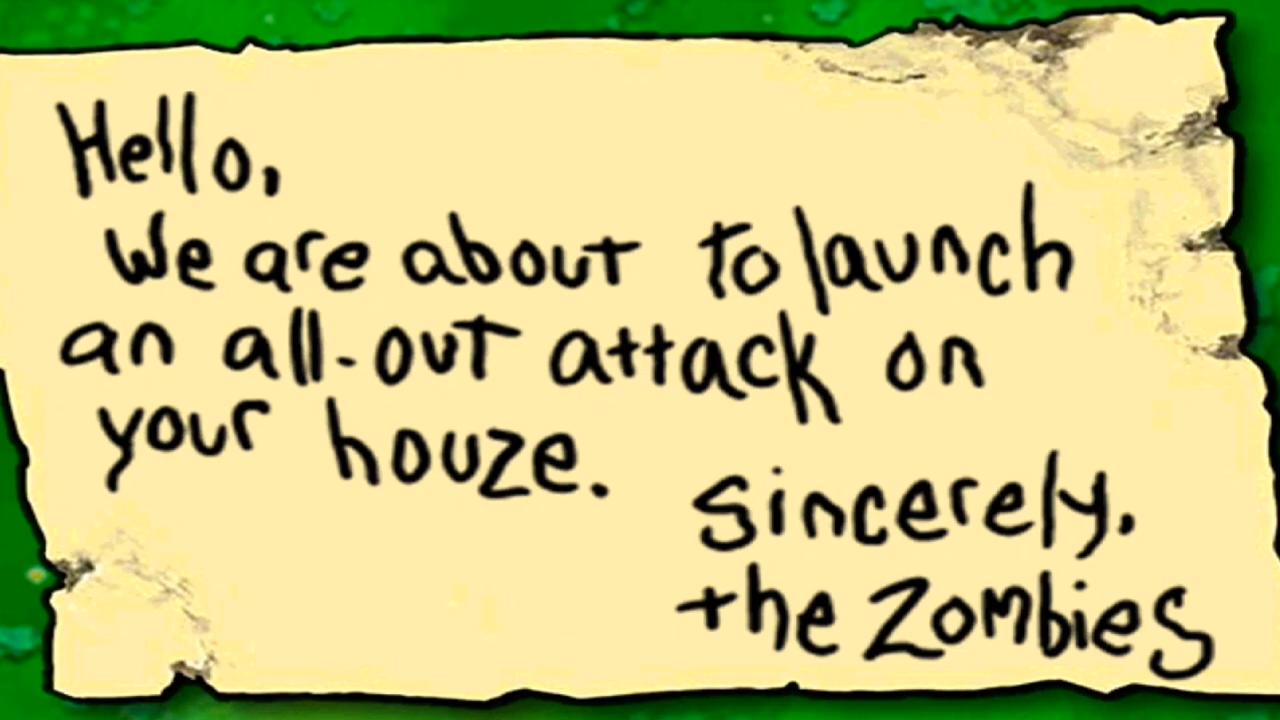 Hello,
We are about to launch
an all-out attack on
your houze.
sincerely,
the Zombies